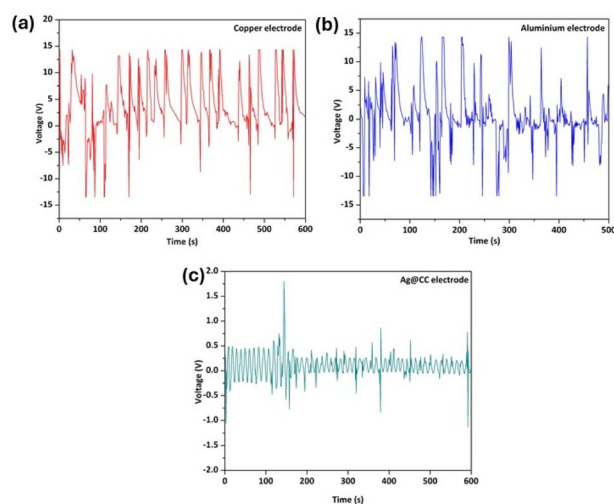 (a)
Copper electrode
20
15
10
5
0
-5
-10
-15
Voltage (V)
0 100 200 300 400 500 600
Time (s)
(b)
Aluminium electrode
15
10
5
0
-5
-10
-15
Voltage (V)
0 100 200 300 400 500
Time (s)
(c)
Ag@CC electrode
2.0
1.5
1.0
0.5
0.0
-0.5
-1.0
-1.5
-2.0
Voltage (V)
0 100 200 300 400 500 600
Time (s)